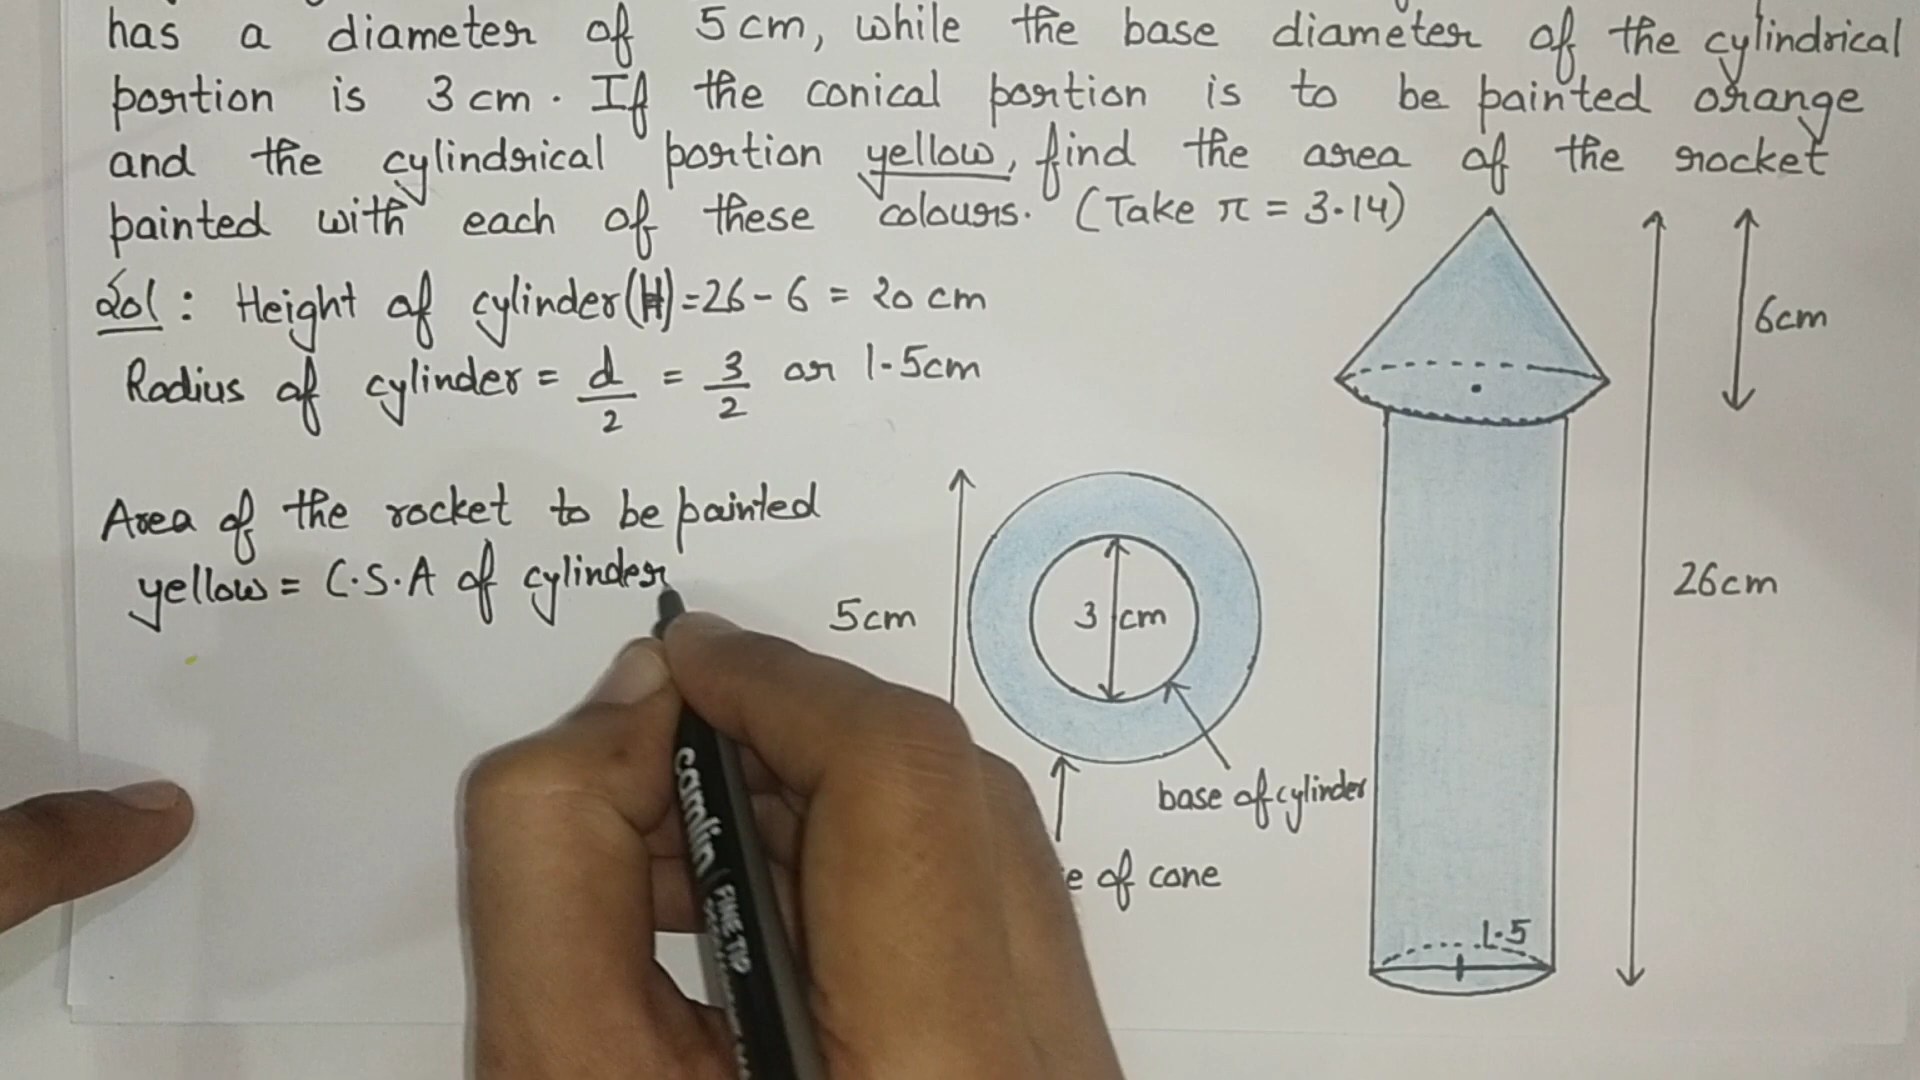 has a diameter of 5cm, while the base diameter of the cylindrical
portion is 3cm. If the conical portion is to be painted orange
and the cylindrical portion yellow, find the area of the rocket
painted with each of these colours. (Take π = 3.14)
Sol : Height of cylinder(H)=26-6 = 20 cm
Radius of cylinder = d/2 = 3/2 or 1.5cm
Area of the rocket to be painted
yellow = C.S.A of cylinder
6cm
26cm
5cm
3 cm
base of cylinder
of cone
1.5
camlin
FINE TIP